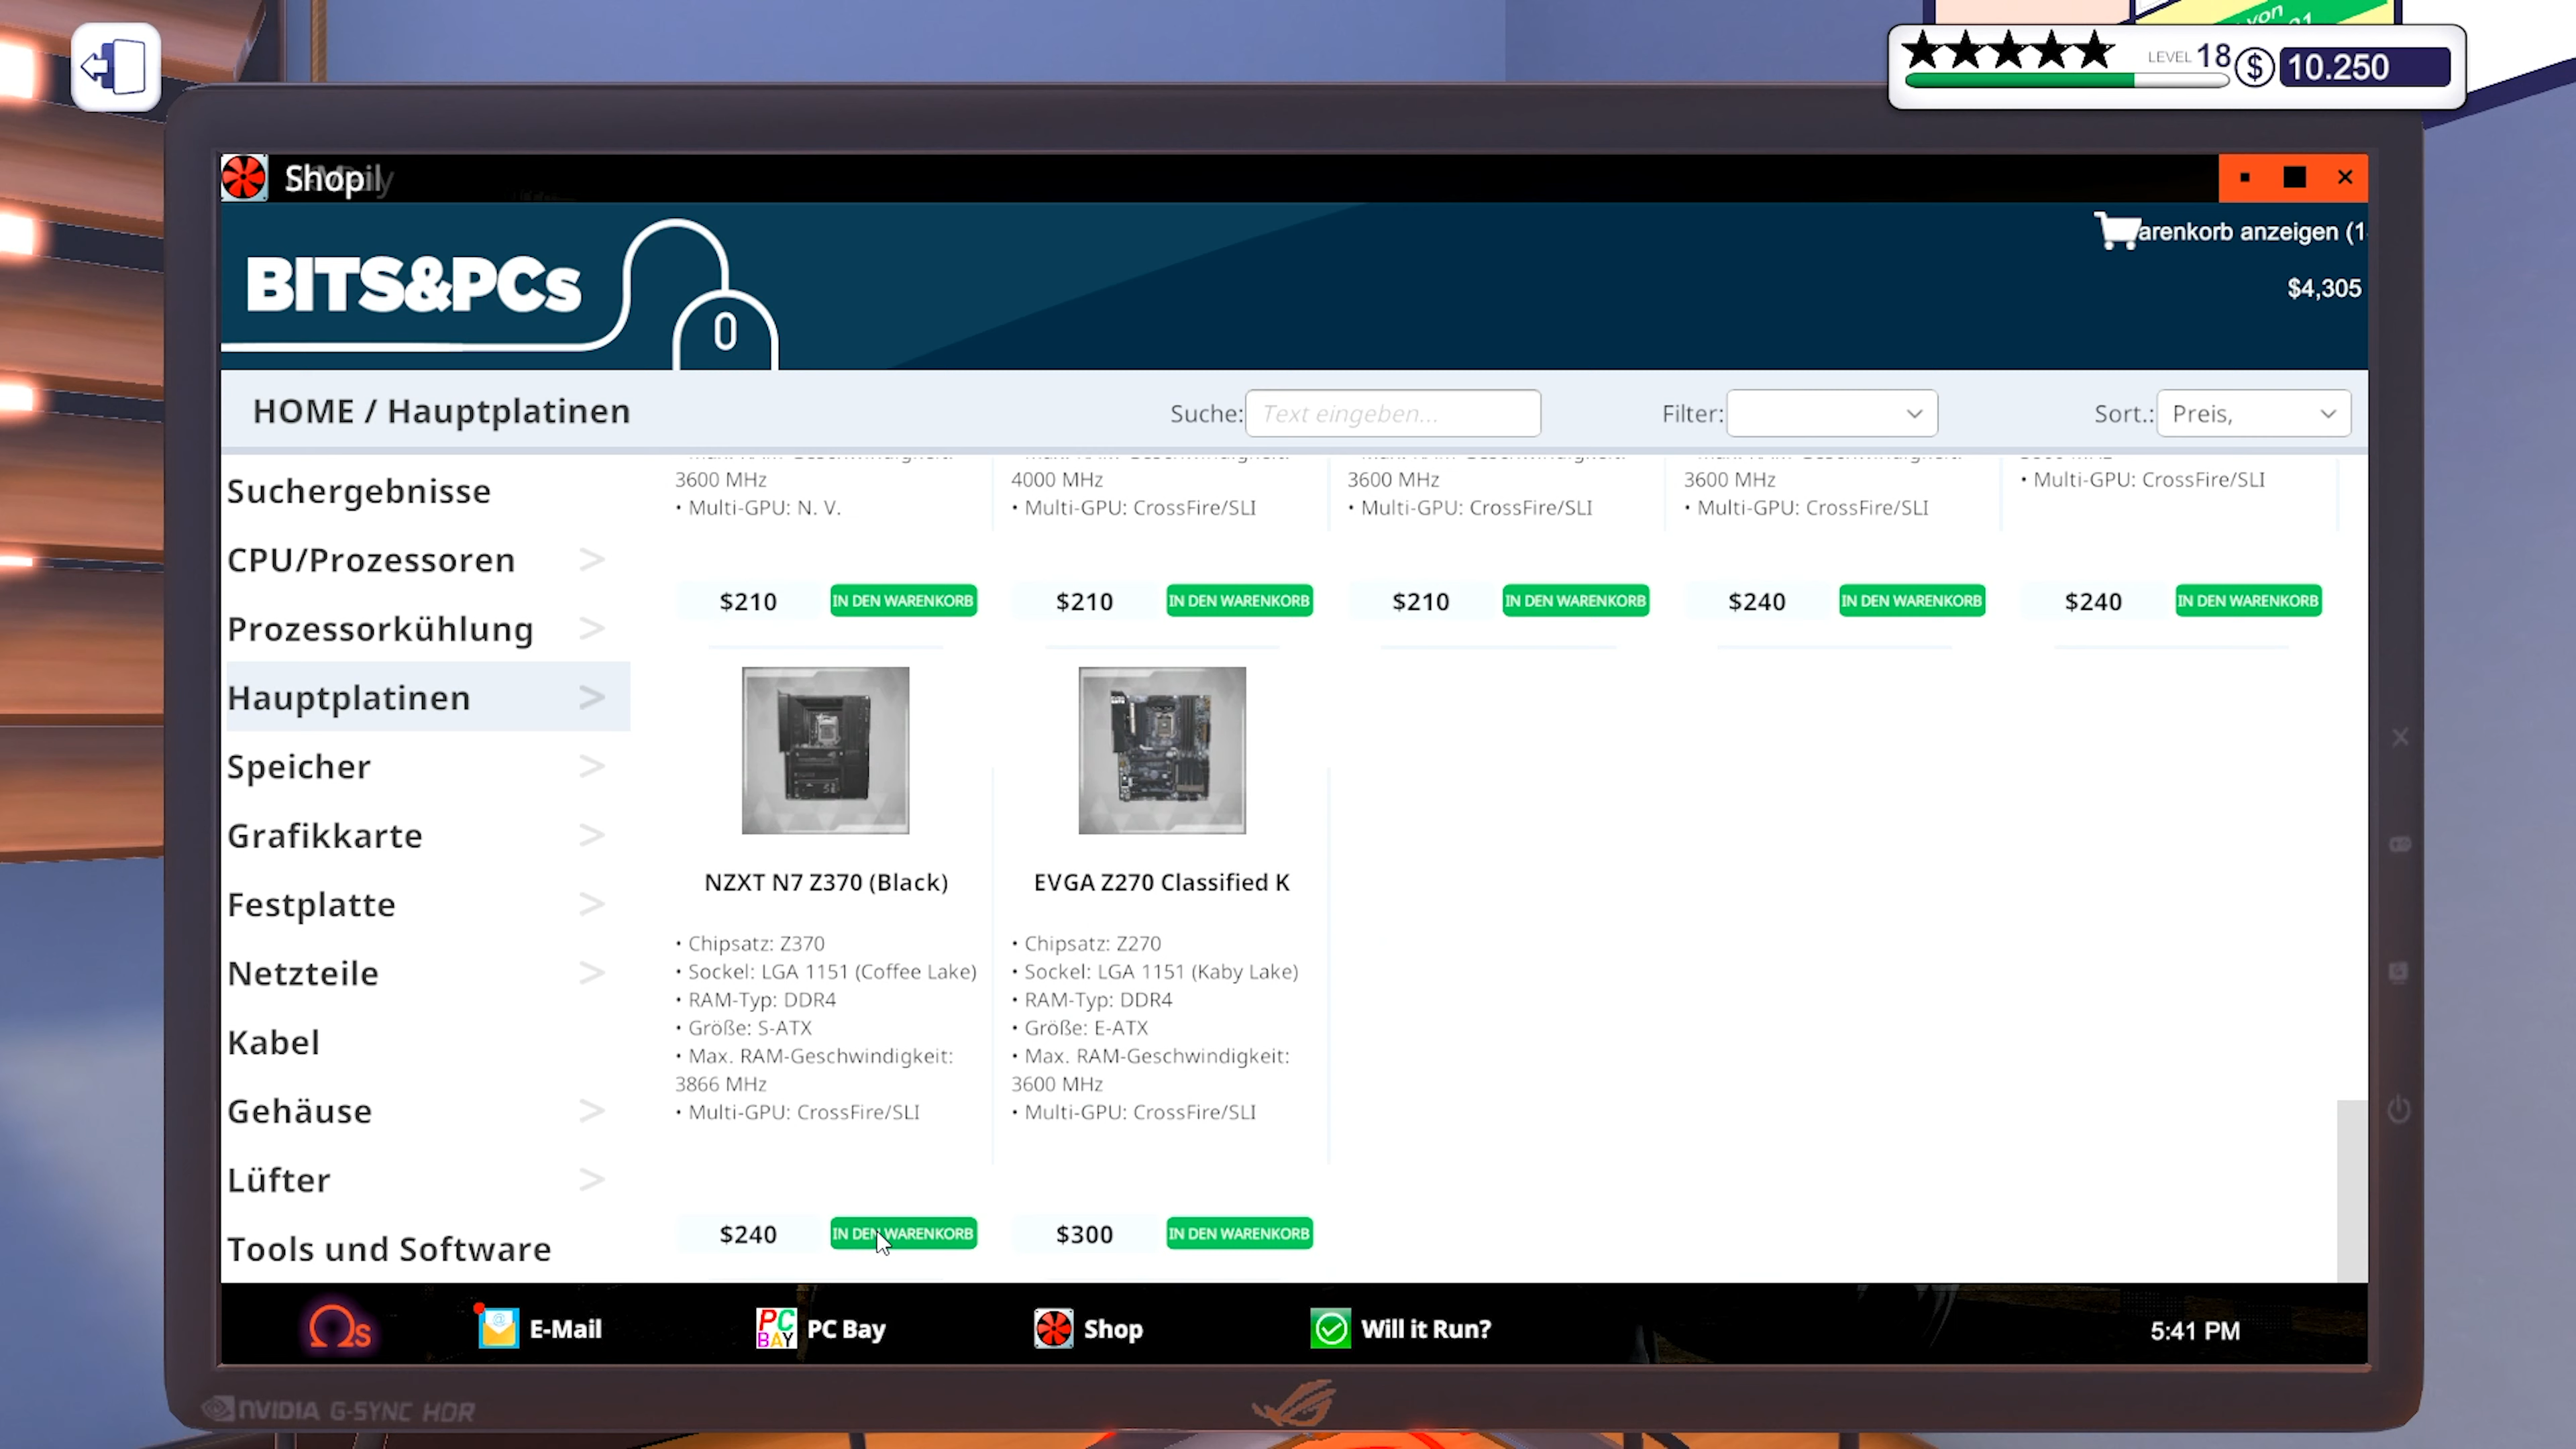 von
LEVEL 18
$ 10.250
Shop
arenkorb anzeigen (1
BITS&PCs
$4,305
HOME / Hauptplatinen
Suche: Text eingeben...
Filter:
Sort.: Preis,
Suchergebnisse
CPU/Prozessoren >
Prozessorkühlung >
Hauptplatinen >
Speicher >
Grafikkarte >
Festplatte >
Netzteile >
Kabel
Gehäuse >
Lüfter >
Tools und Software
3600 MHz
• Multi-GPU: N. V.
$210 IN DEN WARENKORB
4000 MHz
• Multi-GPU: CrossFire/SLI
$210 IN DEN WARENKORB
3600 MHz
• Multi-GPU: CrossFire/SLI
$210 IN DEN WARENKORB
3600 MHz
• Multi-GPU: CrossFire/SLI
$240 IN DEN WARENKORB
• Multi-GPU: CrossFire/SLI
$240 IN DEN WARENKORB
NZXT N7 Z370 (Black)
• Chipsatz: Z370
• Sockel: LGA 1151 (Coffee Lake)
• RAM-Typ: DDR4
• Größe: S-ATX
• Max. RAM-Geschwindigkeit:
3866 MHz
• Multi-GPU: CrossFire/SLI
$240 IN DEN WARENKORB
EVGA Z270 Classified K
• Chipsatz: Z270
• Sockel: LGA 1151 (Kaby Lake)
• RAM-Typ: DDR4
• Größe: E-ATX
• Max. RAM-Geschwindigkeit:
3600 MHz
• Multi-GPU: CrossFire/SLI
$300 IN DEN WARENKORB
Ωs
E-Mail
PC BAY PC Bay
Shop
Will it Run?
5:41 PM
NVIDIA G-SYNC HDR